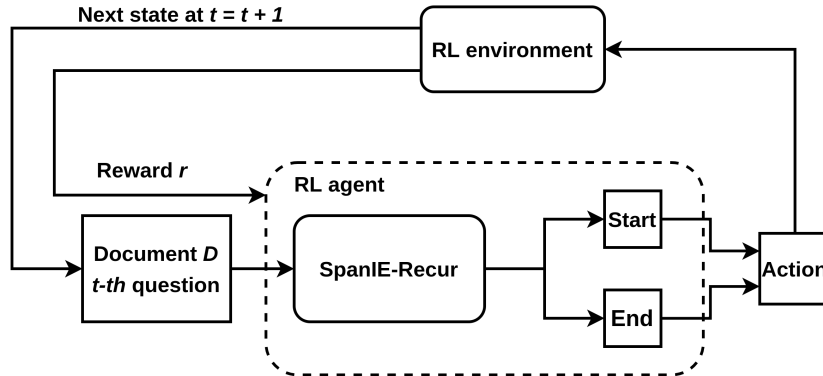 Next state at t = t + 1
RL environment
Reward r
RL agent
Document D
t-th question
SpanIE-Recur
Start
End
Action